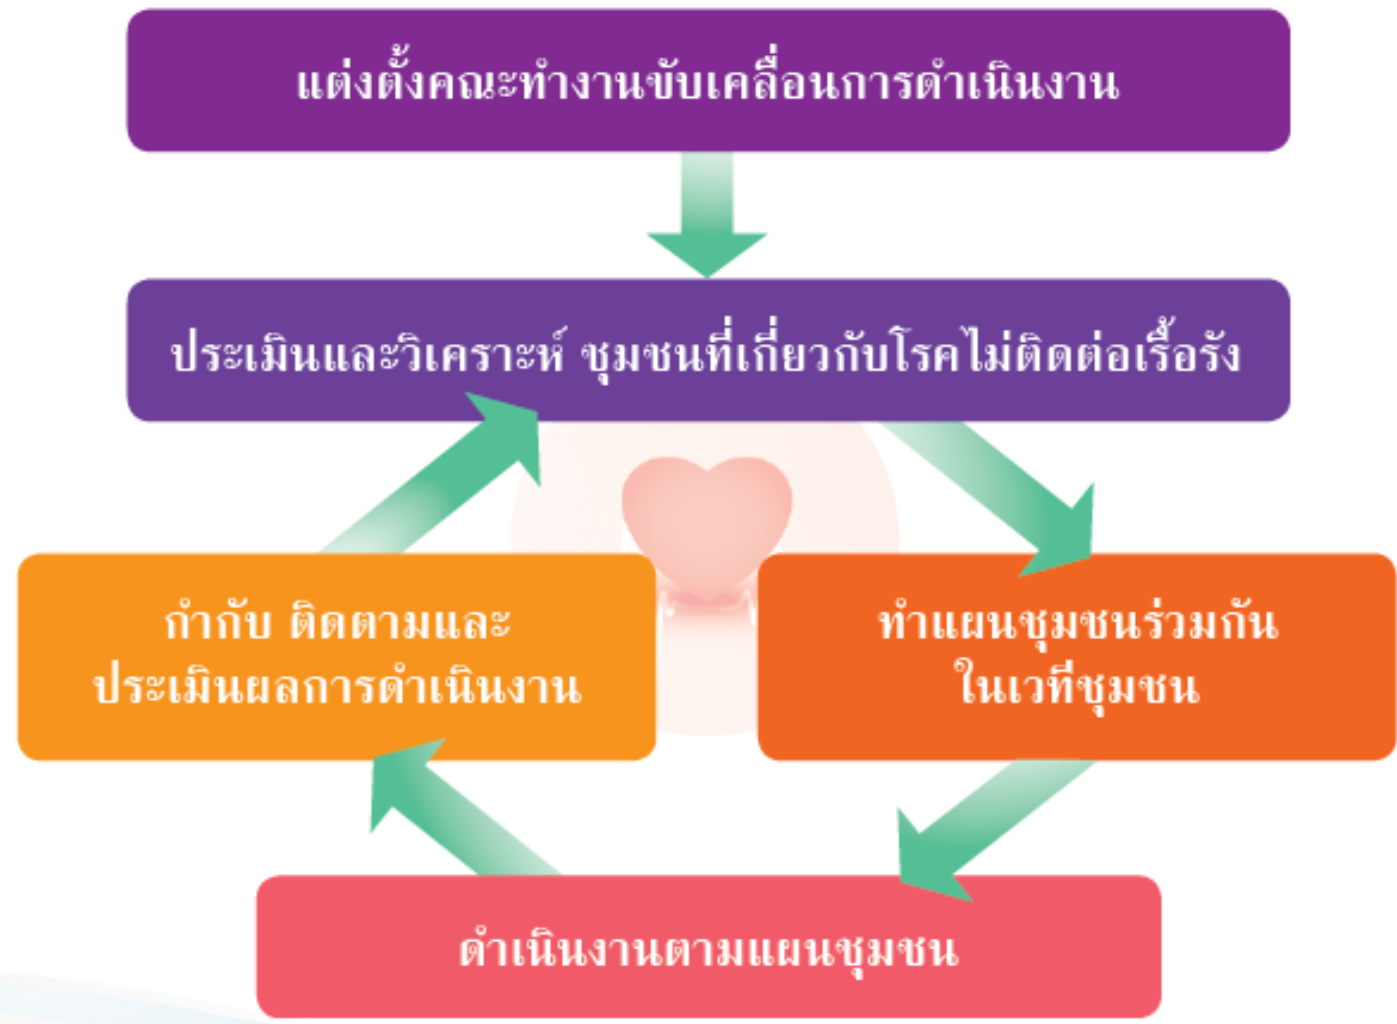 แต่งตั้งคณะทำงานขับเคลื่อนการดำเนินงาน
ประเมินและวิเคราะห์ ชุมชนที่เกี่ยวกับโรคไม่ติดต่อเรื้อรัง
กำกับ ติดตามและ
ประเมินผลการดำเนินงาน
ทำแผนชุมชนร่วมกัน
ในเวทีชุมชน
ดำเนินงานตามแผนชุมชน